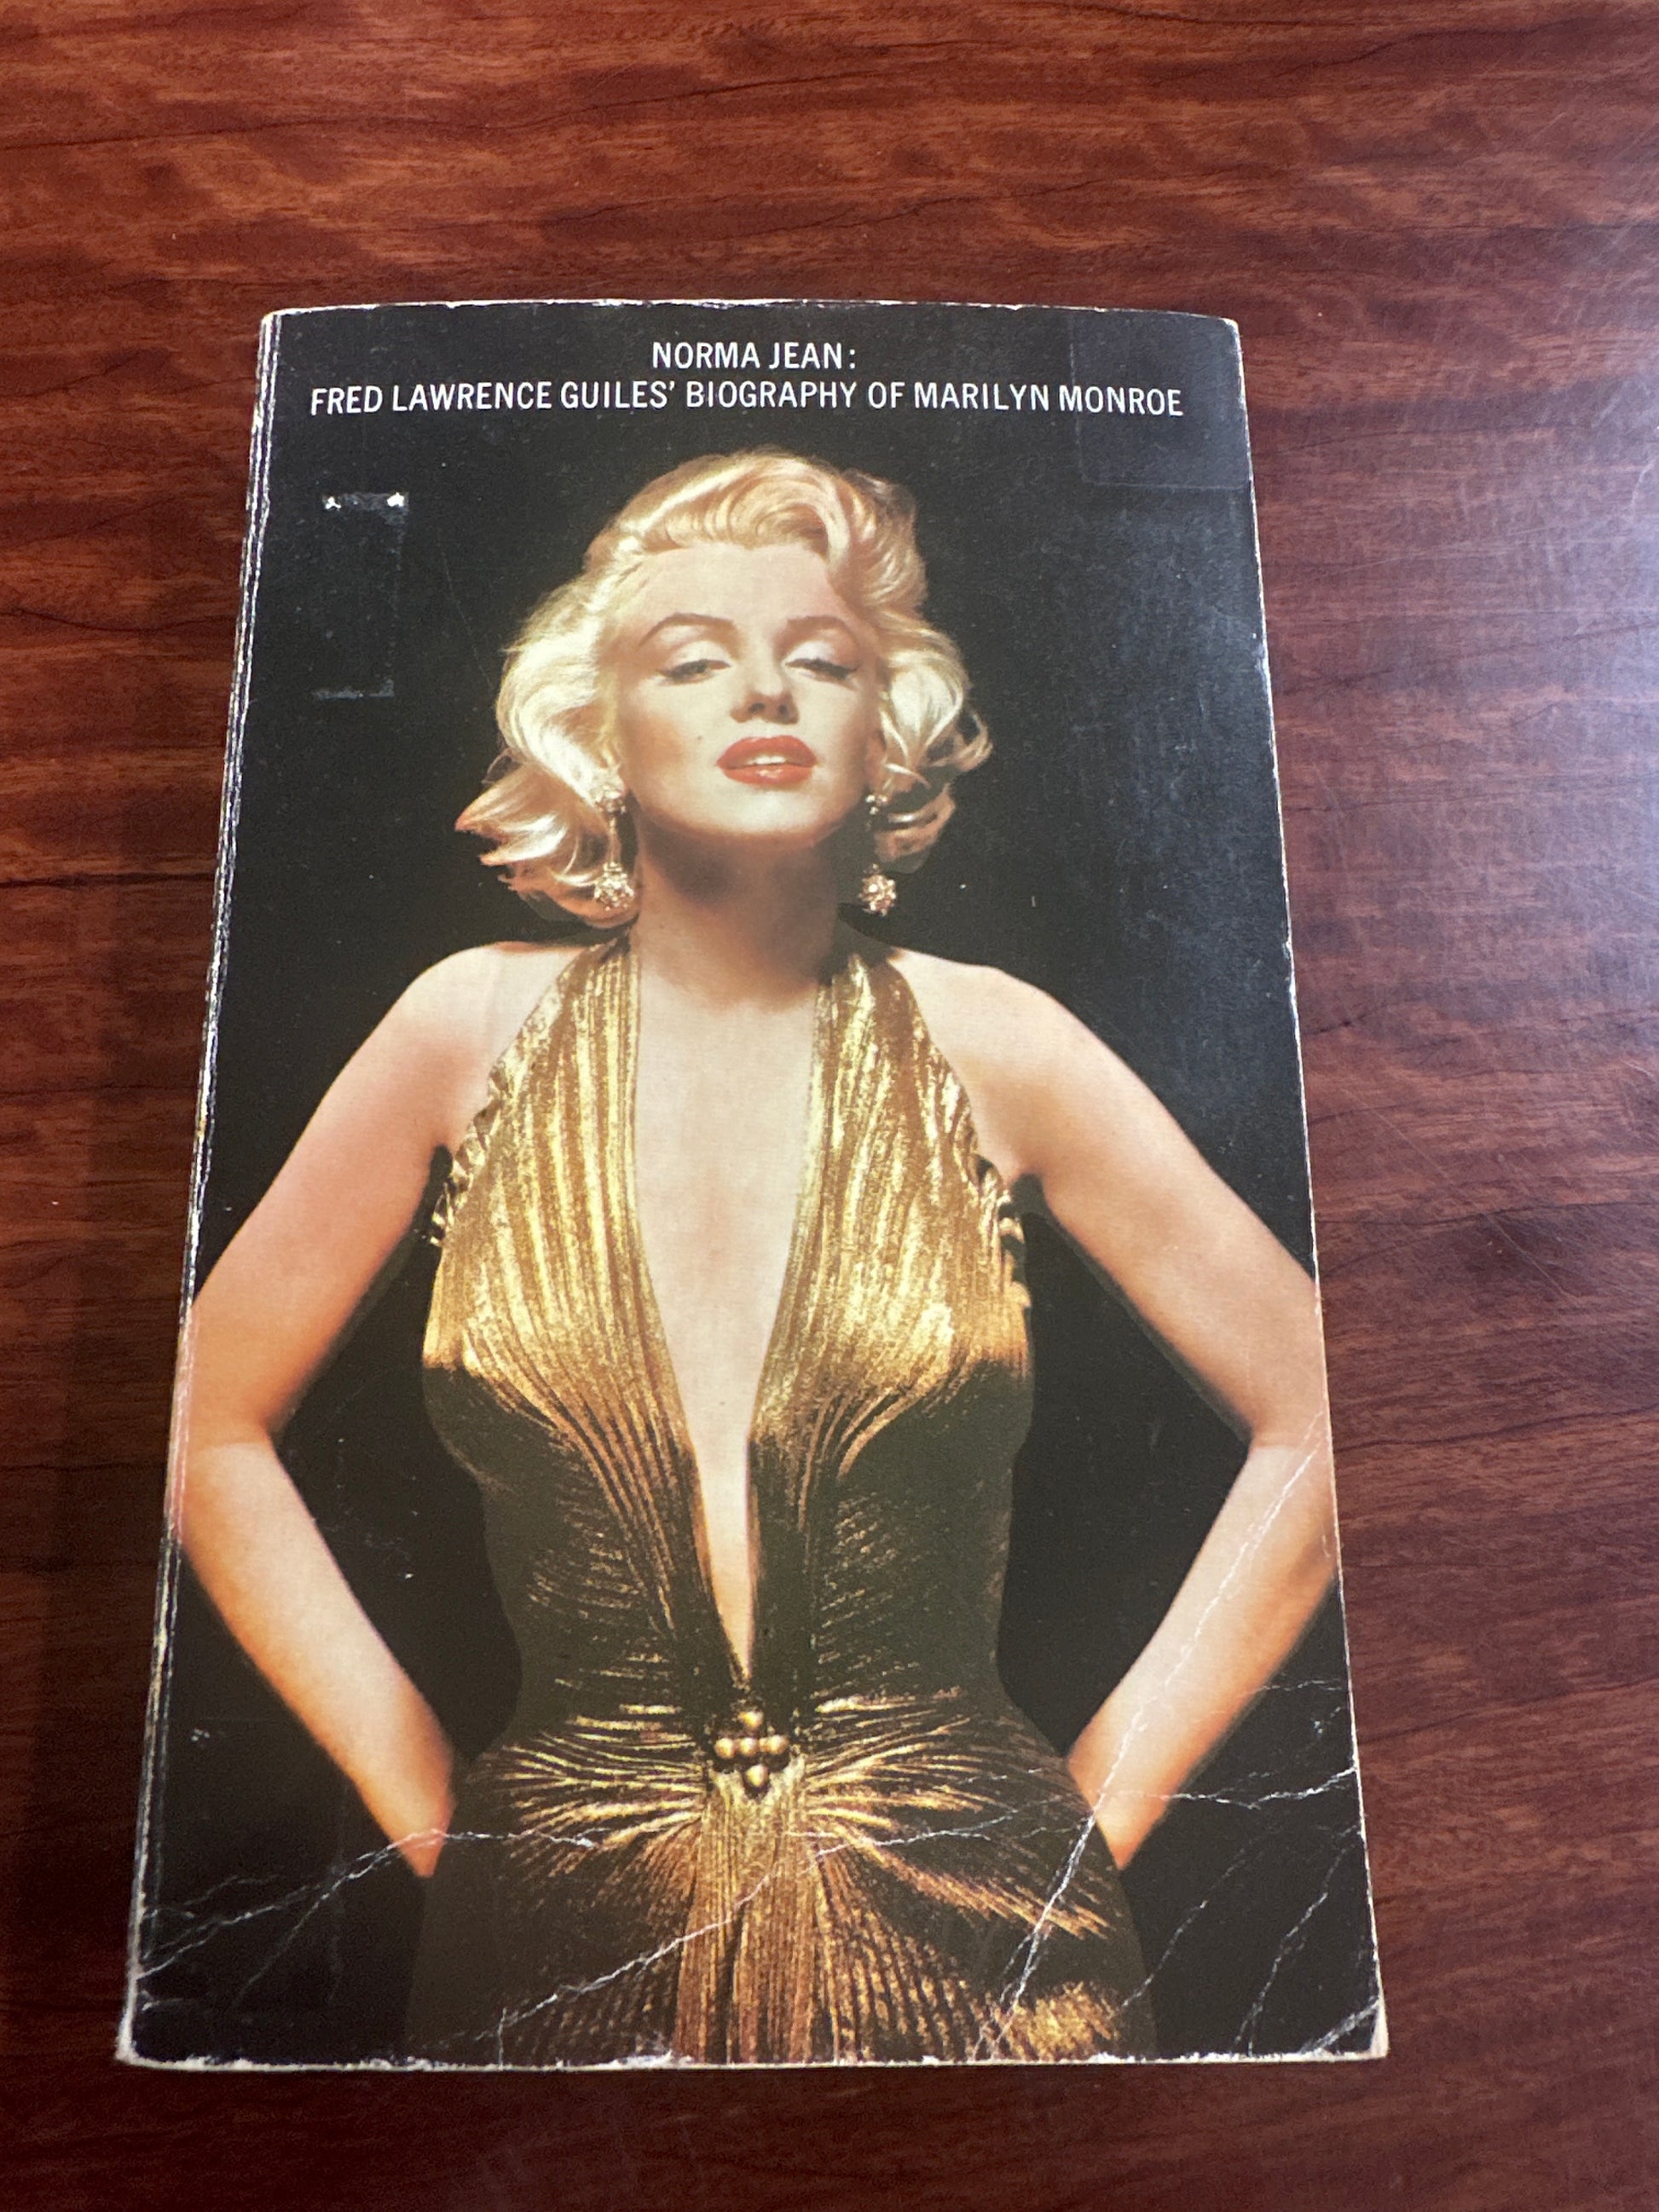 NORMA JEAN:
FRED LAWRENCE GUILES' BIOGRAPHY OF MARILYN MONROE